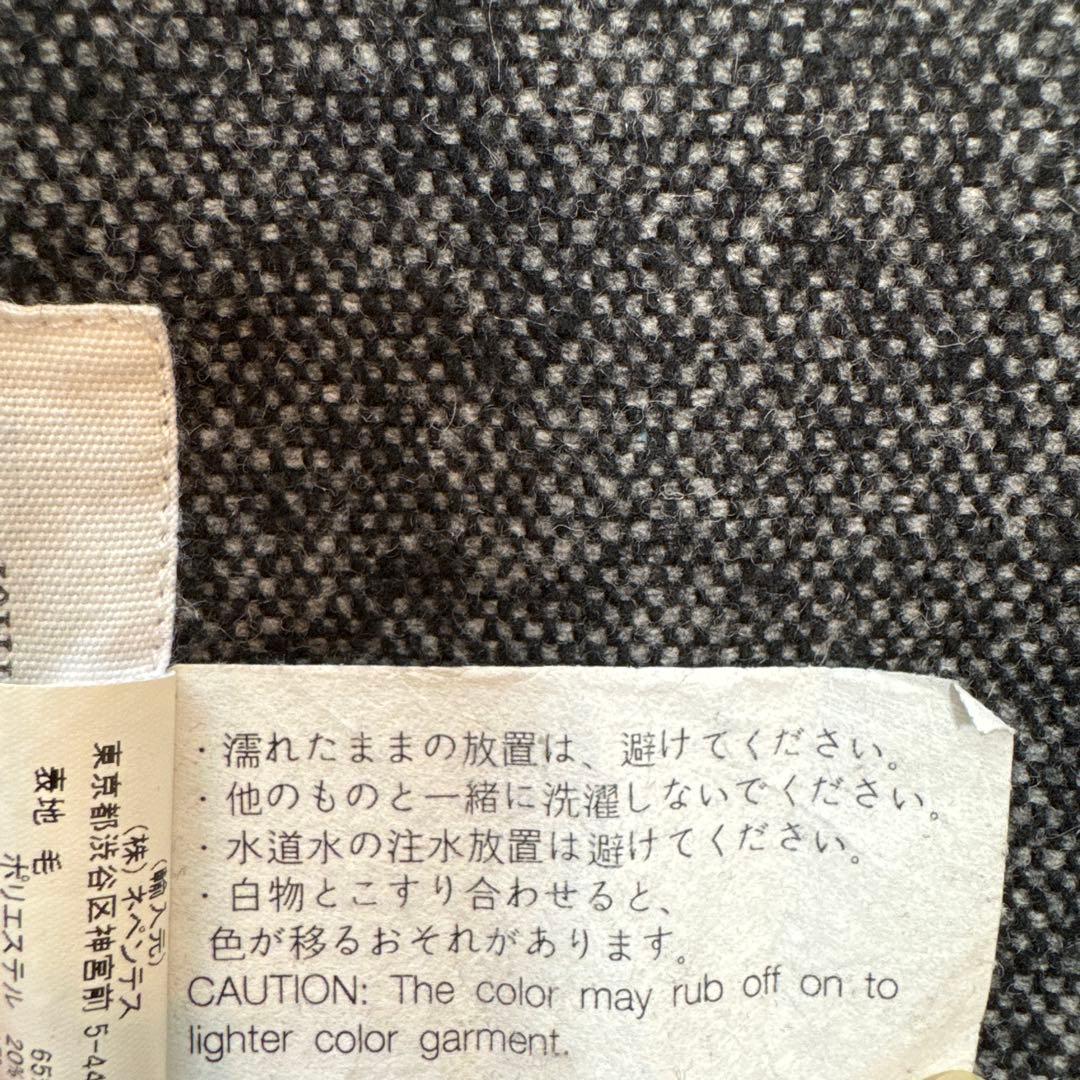 ・濡れたままの放置は、避けてください。
・他のものと一緒に洗濯しないでください。
・水道水の注水放置は避けてください。
・白物とこすり合わせると、
色が移るおそれがあります。
CAUTION: The color may rub off on to
lighter color garment.
(輸入元)
(株)ネペンテス
東京都渋谷区神宮前 5-44
表地 毛 65
ポリエステル 20%